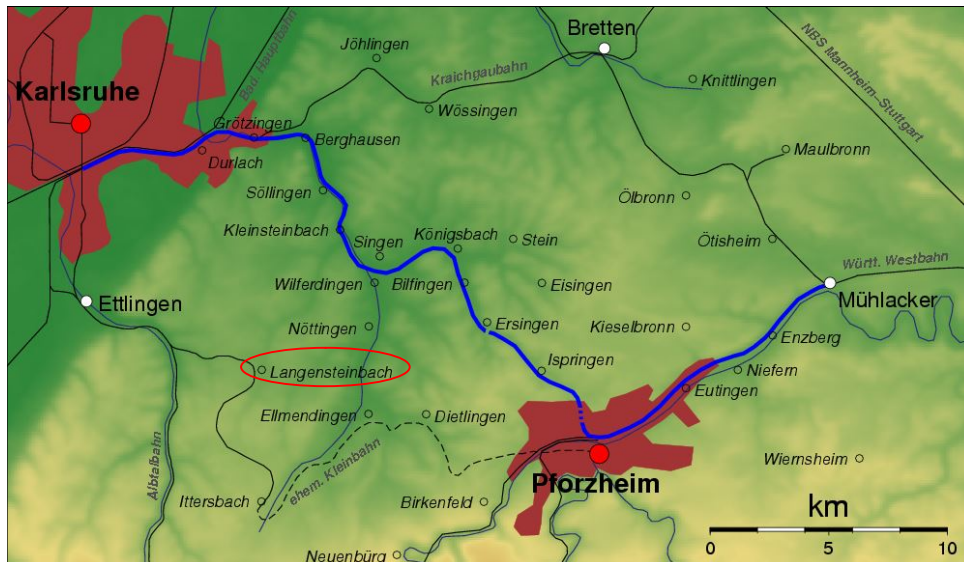 Bretten
Jöhlingen
Bad. Hauptbahn
Kraichgaubahn
Knittlingen
NBS Mannheim–Stuttgart
Karlsruhe
Wössingen
Grötzingen
Berghausen
Durlach
Maulbronn
Söllingen
Ölbronn
Kleinsteinbach
Singen
Königsbach
Stein
Ötisheim
Württ. Westbahn
Wilferdingen
Bilfingen
Eisingen
Mühlacker
Ettlingen
Nöttingen
Ersingen
Kieselbronn
Enzberg
Langensteinbach
Ispringen
Niefern
Eutingen
Ellmendingen
Dietlingen
Albtalbahn
ehem. Kleinbahn
Wiernsheim
Pforzheim
Ittersbach
Birkenfeld
km
Neuenbürg
0 5 10